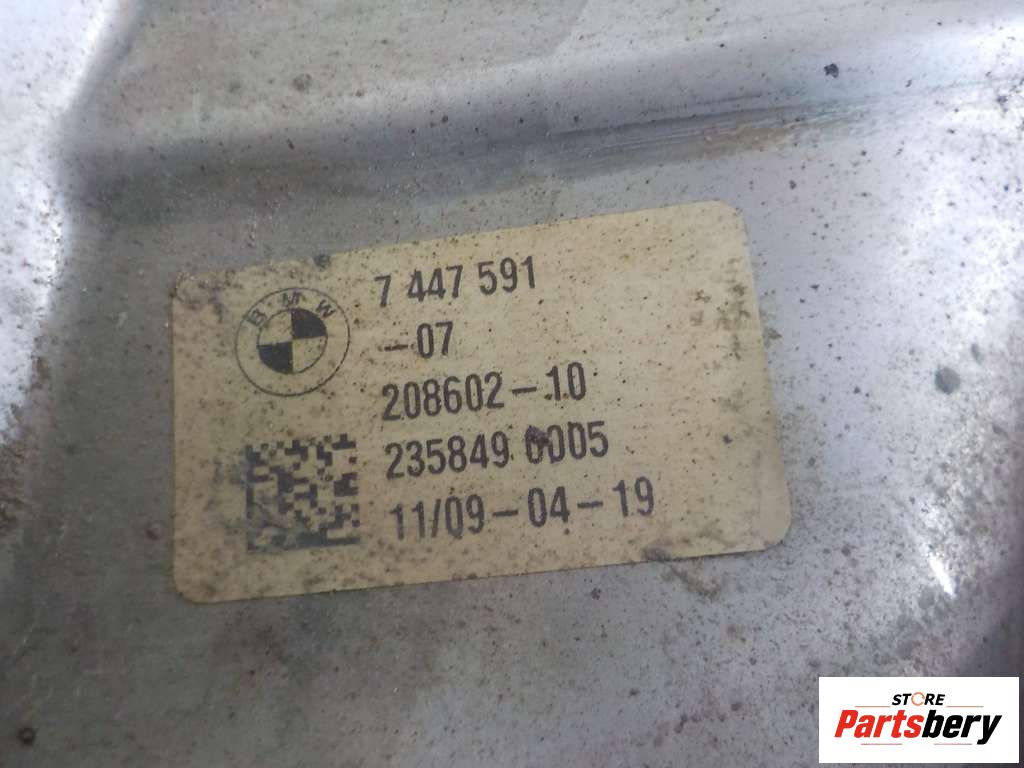 BMW
7 447 591
-07
208602-10
235849 0005
11/09-04-19
STORE
Partsbery